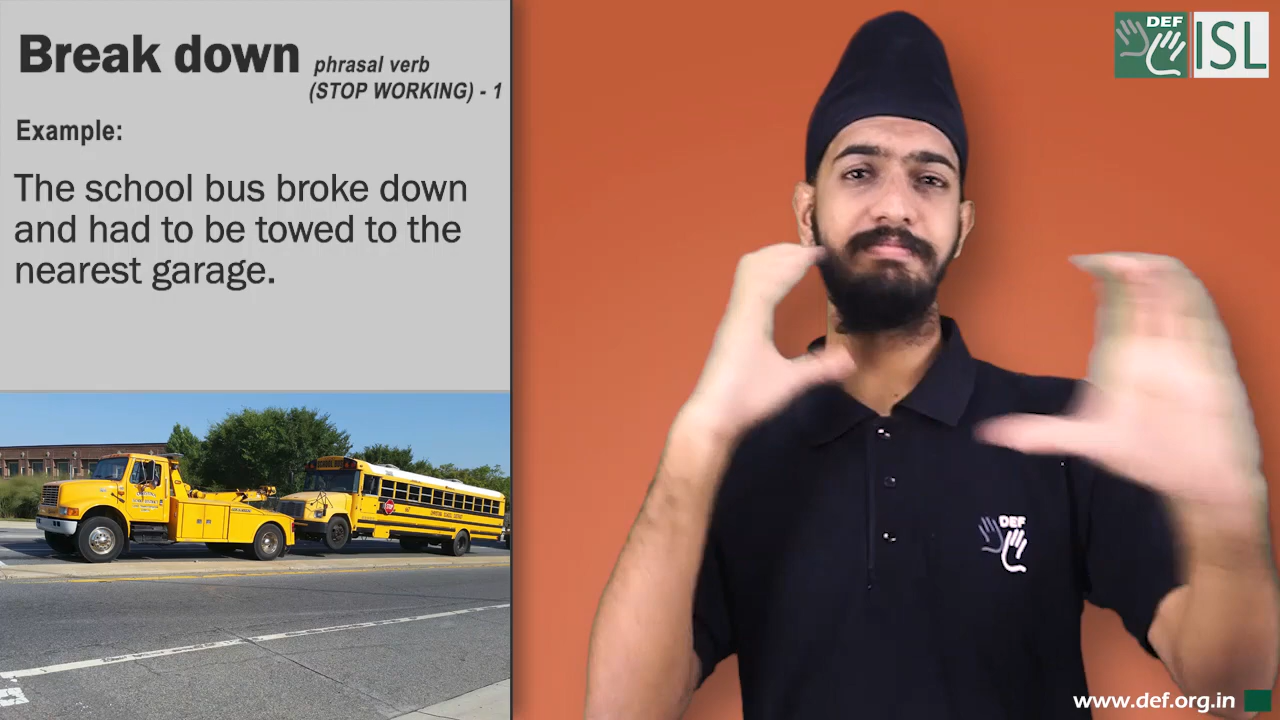 Break down phrasal verb
(STOP WORKING) - 1
Example:
The school bus broke down
and had to be towed to the
nearest garage.
STOP
DEF
ISL
DEF
www.def.org.in